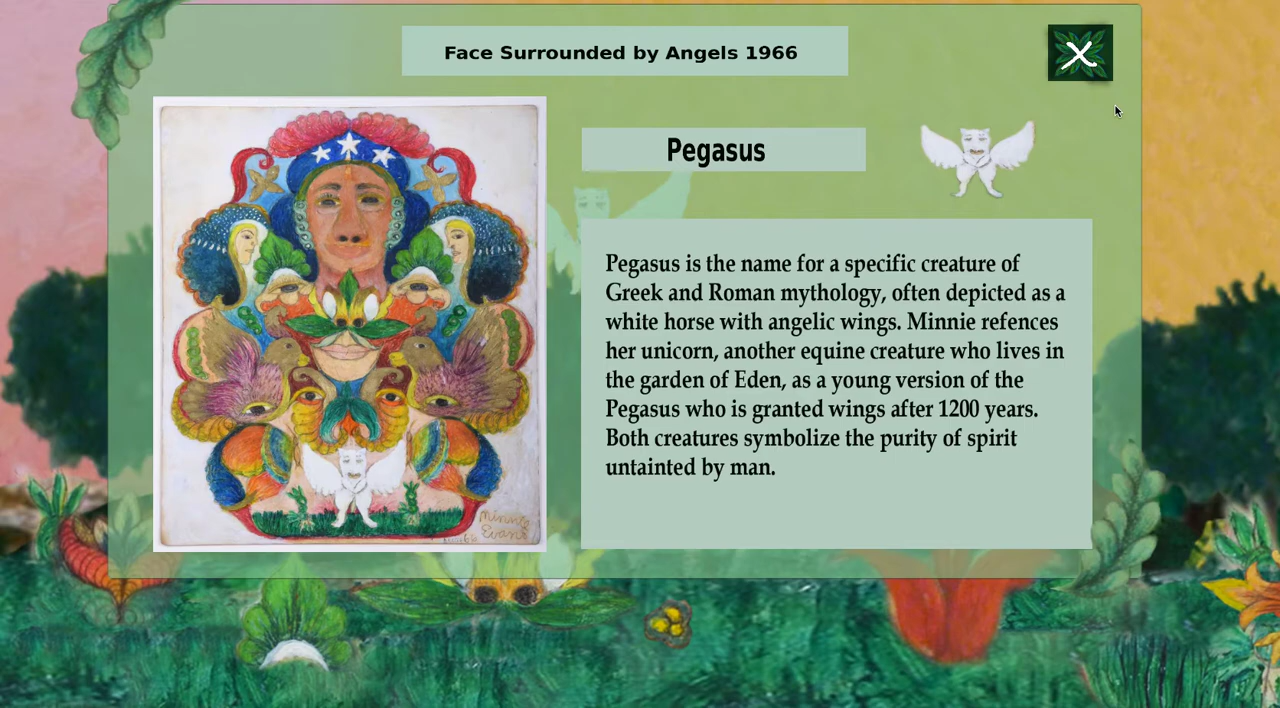 Face Surrounded by Angels 1966
Pegasus
Pegasus is the name for a specific creature of
Greek and Roman mythology, often depicted as a
white horse with angelic wings. Minnie refences
her unicorn, another equine creature who lives in
the garden of Eden, as a young version of the
Pegasus who is granted wings after 1200 years.
Both creatures symbolize the purity of spirit
untainted by man.
Minnie
Evans